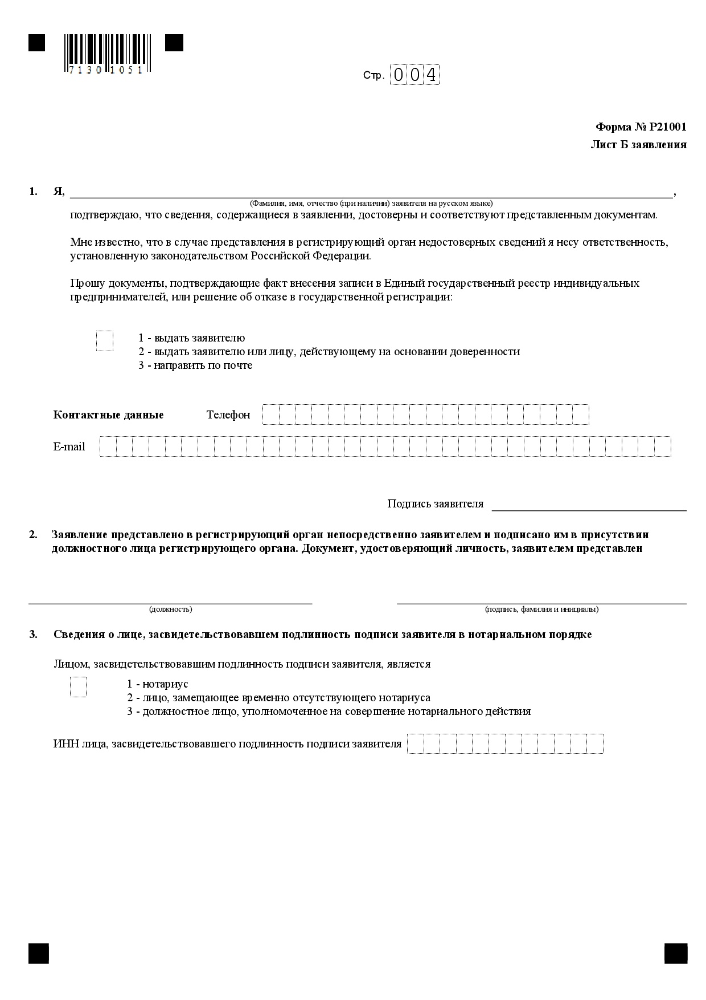 7130 1051
Стр. 004
Форма № Р21001
Лист Б заявления
1. Я, ,
(Фамилия, имя, отчество (при наличии) заявителя на русском языке)
подтверждаю, что сведения, содержащиеся в заявлении, достоверны и соответствуют представленным документам.
Мне известно, что в случае представления в регистрирующий орган недостоверных сведений я несу ответственность,
установленную законодательством Российской Федерации.
Прошу документы, подтверждающие факт внесения записи в Единый государственный реестр индивидуальных
предпринимателей, или решение об отказе в государственной регистрации:
1 - выдать заявителю
2 - выдать заявителю или лицу, действующему на основании доверенности
3 - направить по почте
Контактные данные Телефон
E-mail
Подпись заявителя
2. Заявление представлено в регистрирующий орган непосредственно заявителем и подписано им в присутствии
должностного лица регистрирующего органа. Документ, удостоверяющий личность, заявителем представлен
(должность) (подпись, фамилия и инициалы)
3. Сведения о лице, засвидетельствовавшем подлинность подписи заявителя в нотариальном порядке
Лицом, засвидетельствовавшим подлинность подписи заявителя, является
1 - нотариус
2 - лицо, замещающее временно отсутствующего нотариуса
3 - должностное лицо, уполномоченное на совершение нотариального действия
ИНН лица, засвидетельствовавшего подлинность подписи заявителя